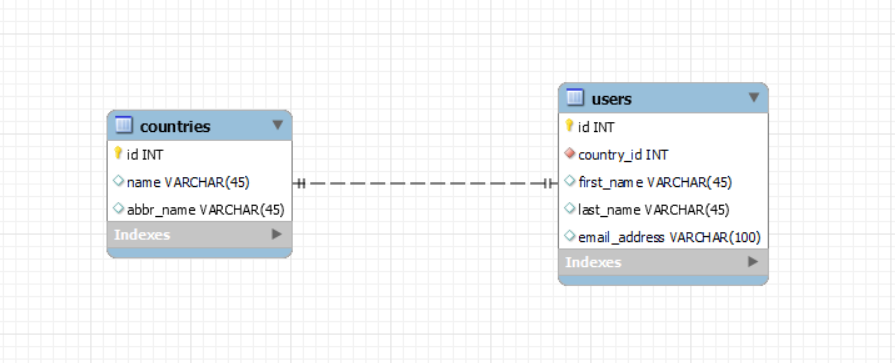 countries
id INT
name VARCHAR(45)
abbr_name VARCHAR(45)
Indexes
users
id INT
country_id INT
first_name VARCHAR(45)
last_name VARCHAR(45)
email_address VARCHAR(100)
Indexes